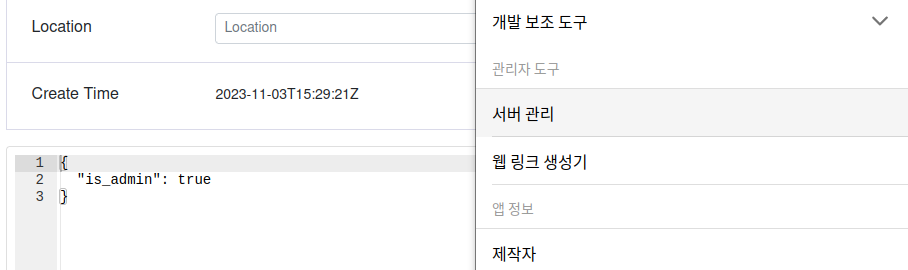 Location
Location
Create Time
2023-11-03T15:29:21Z
1 {
2 "is_admin": true
3 }
개발 보조 도구
관리자 도구
서버 관리
웹 링크 생성기
앱 정보
제작자